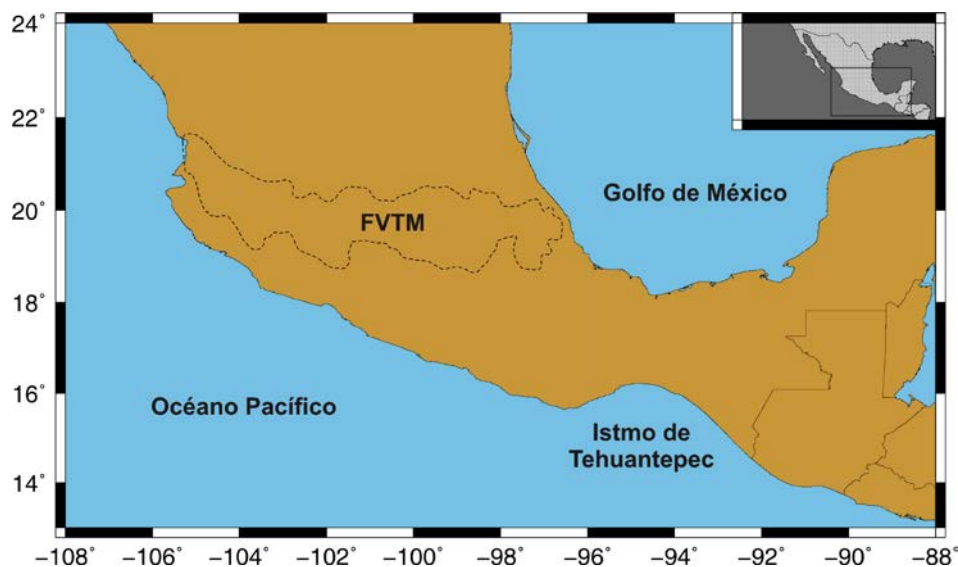 24°
22°
20°
18°
16°
14°
Golfo de México
FVTM
Océano Pacífico
Istmo de
Tehuantepec
−108° −106° −104° −102° −100° −98° −96° −94° −92° −90° −88°